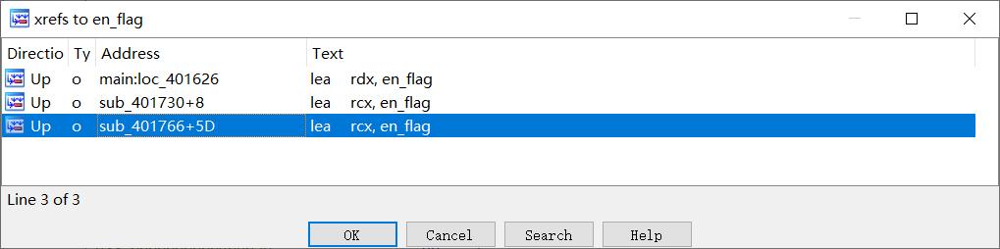 xrefs to en_flag
Directio Ty Address Text
Up o main:loc_401626 lea rdx, en_flag
Up o sub_401730+8 lea rcx, en_flag
Up o sub_401766+5D lea rcx, en_flag
Line 3 of 3
OK Cancel Search Help